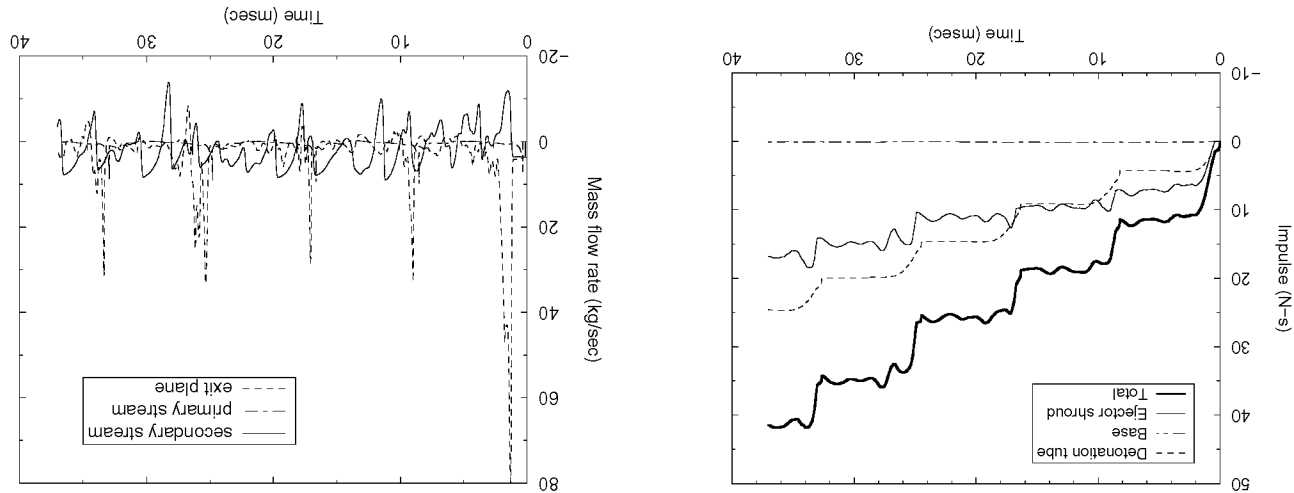 50
40
30
20
10
0
−10
Impulse (N−s)
Detonation tube
Base
Ejector shroud
Total
0
10
20
30
40
Time (msec)
80
60
40
20
0
−20
Mass flow rate (kg/sec)
secondary stream
primary stream
exit plane
0
10
20
30
40
Time (msec)